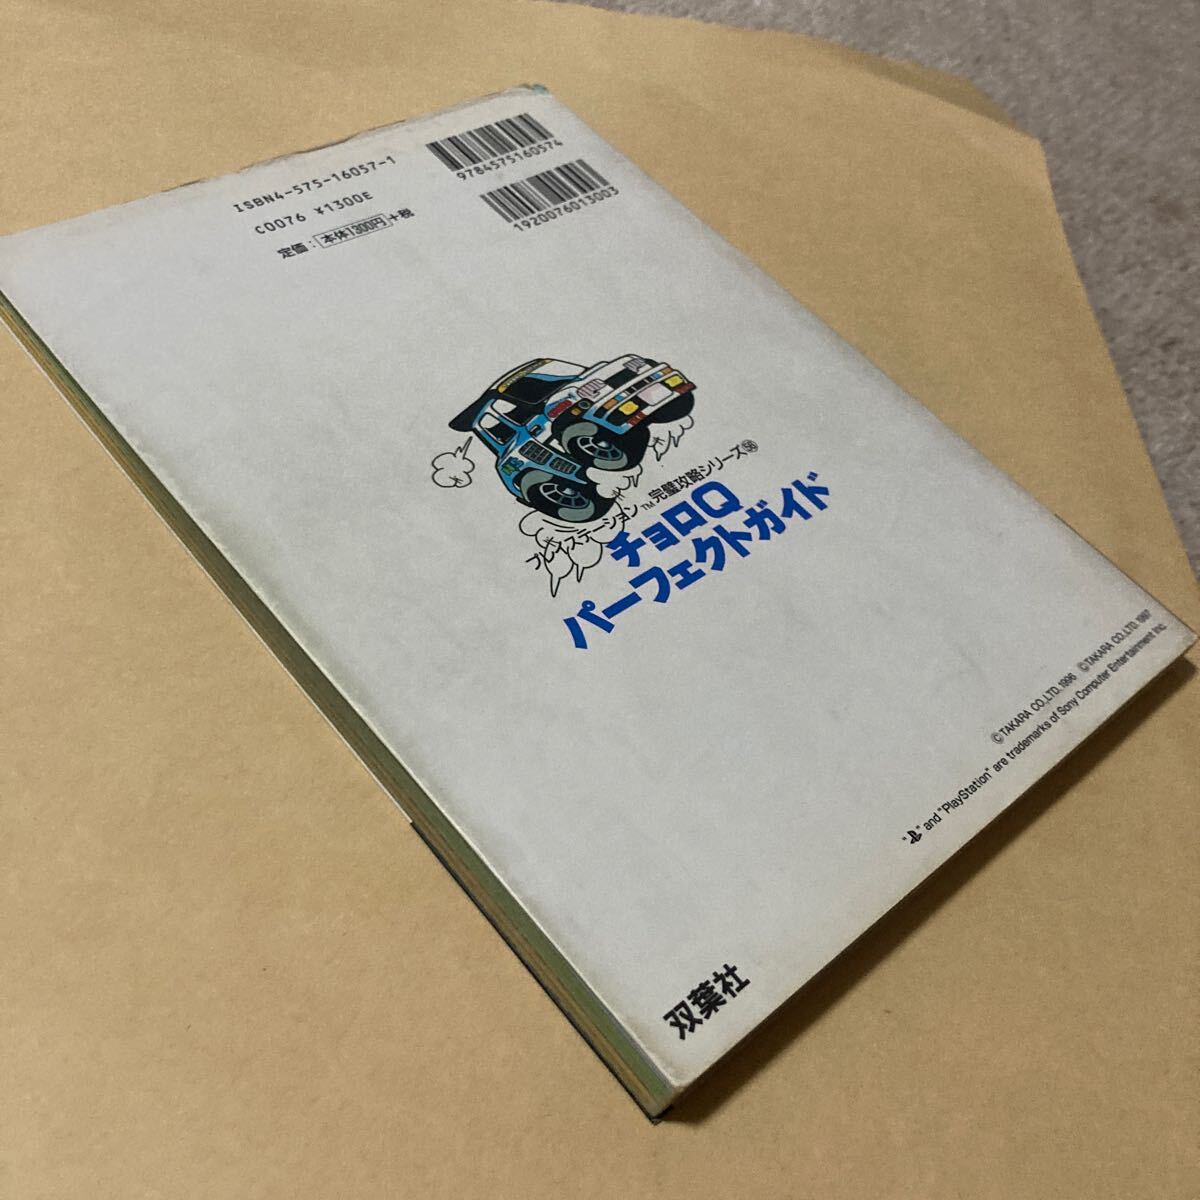 9784575160574
1920076013003
ISBN4-575-16057-1
C0076 ¥1300E
定価：本体1300円+税
プレイステーション™完璧攻略シリーズ56
チョロQ
パーフェクトガイド
©TAKARA CO.,LTD.1996 ©TAKARA CO.,LTD.1997
" " and "PlayStation" are trademarks of Sony Computer Entertainment Inc.
双葉社